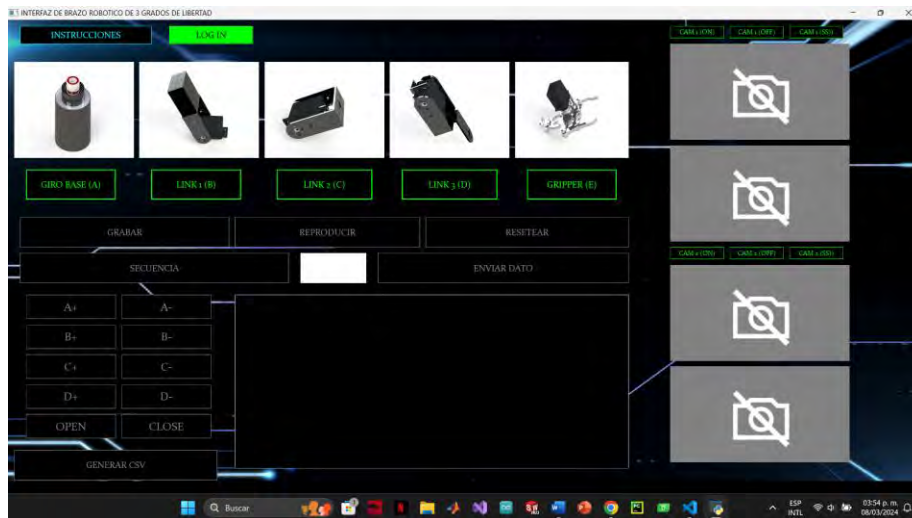 INTERFAZ DE BRAZO ROBOTICO DE 3 GRADOS DE LIBERTAD
INSTRUCCIONES
LOG IN
CAM 1 (ON)
CAM 1 (OFF)
CAM 1 (SS))
GIRO BASE (A)
LINK 1 (B)
LINK 2 (C)
LINK 3 (D)
GRIPPER (E)
GRABAR
REPRODUCIR
RESETEAR
CAM 2 (ON)
CAM 2 (OFF)
CAM 2 (SS))
SECUENCIA
ENVIAR DATO
A+
A-
B+
B-
C+
C-
D+
D-
OPEN
CLOSE
GENERAR CSV
Buscar
ESP
INTL
03:54 p. m.
08/03/2024